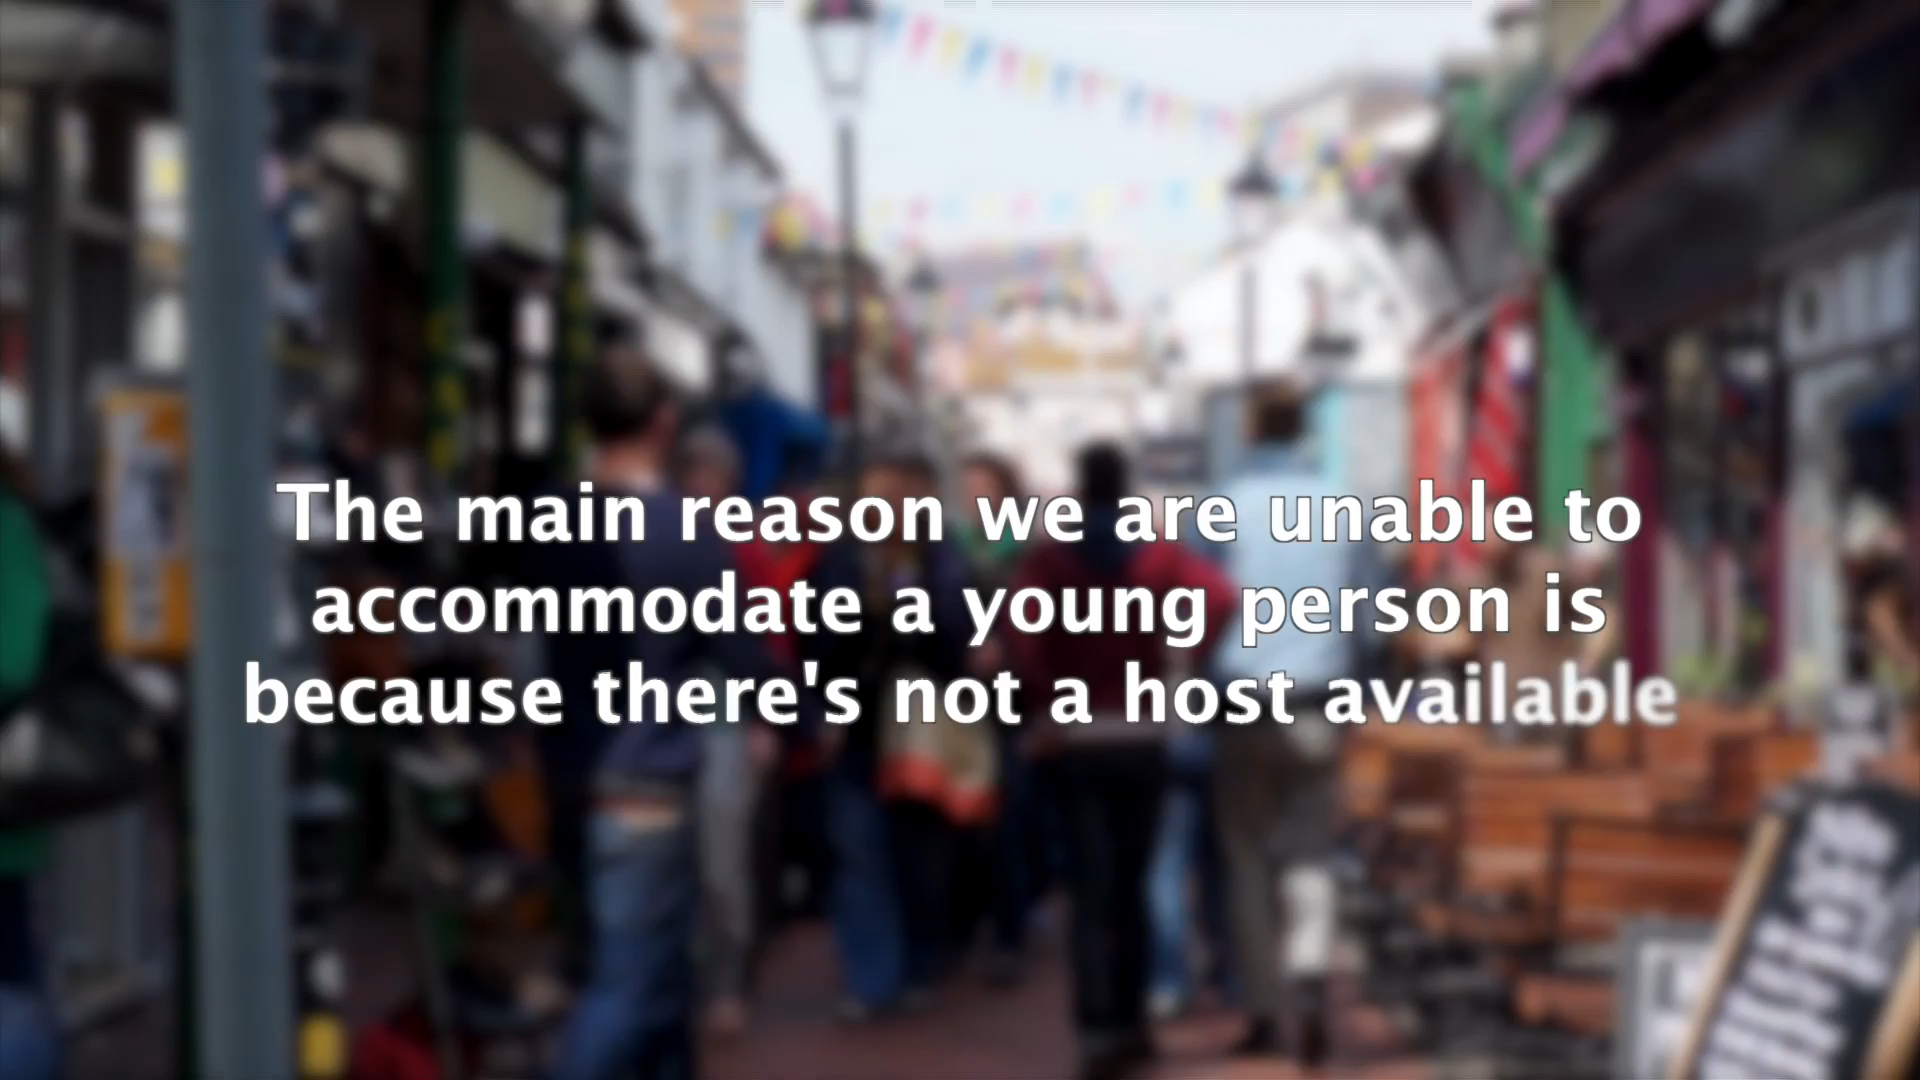 The main reason we are unable to
accommodate a young person is
because there's not a host available